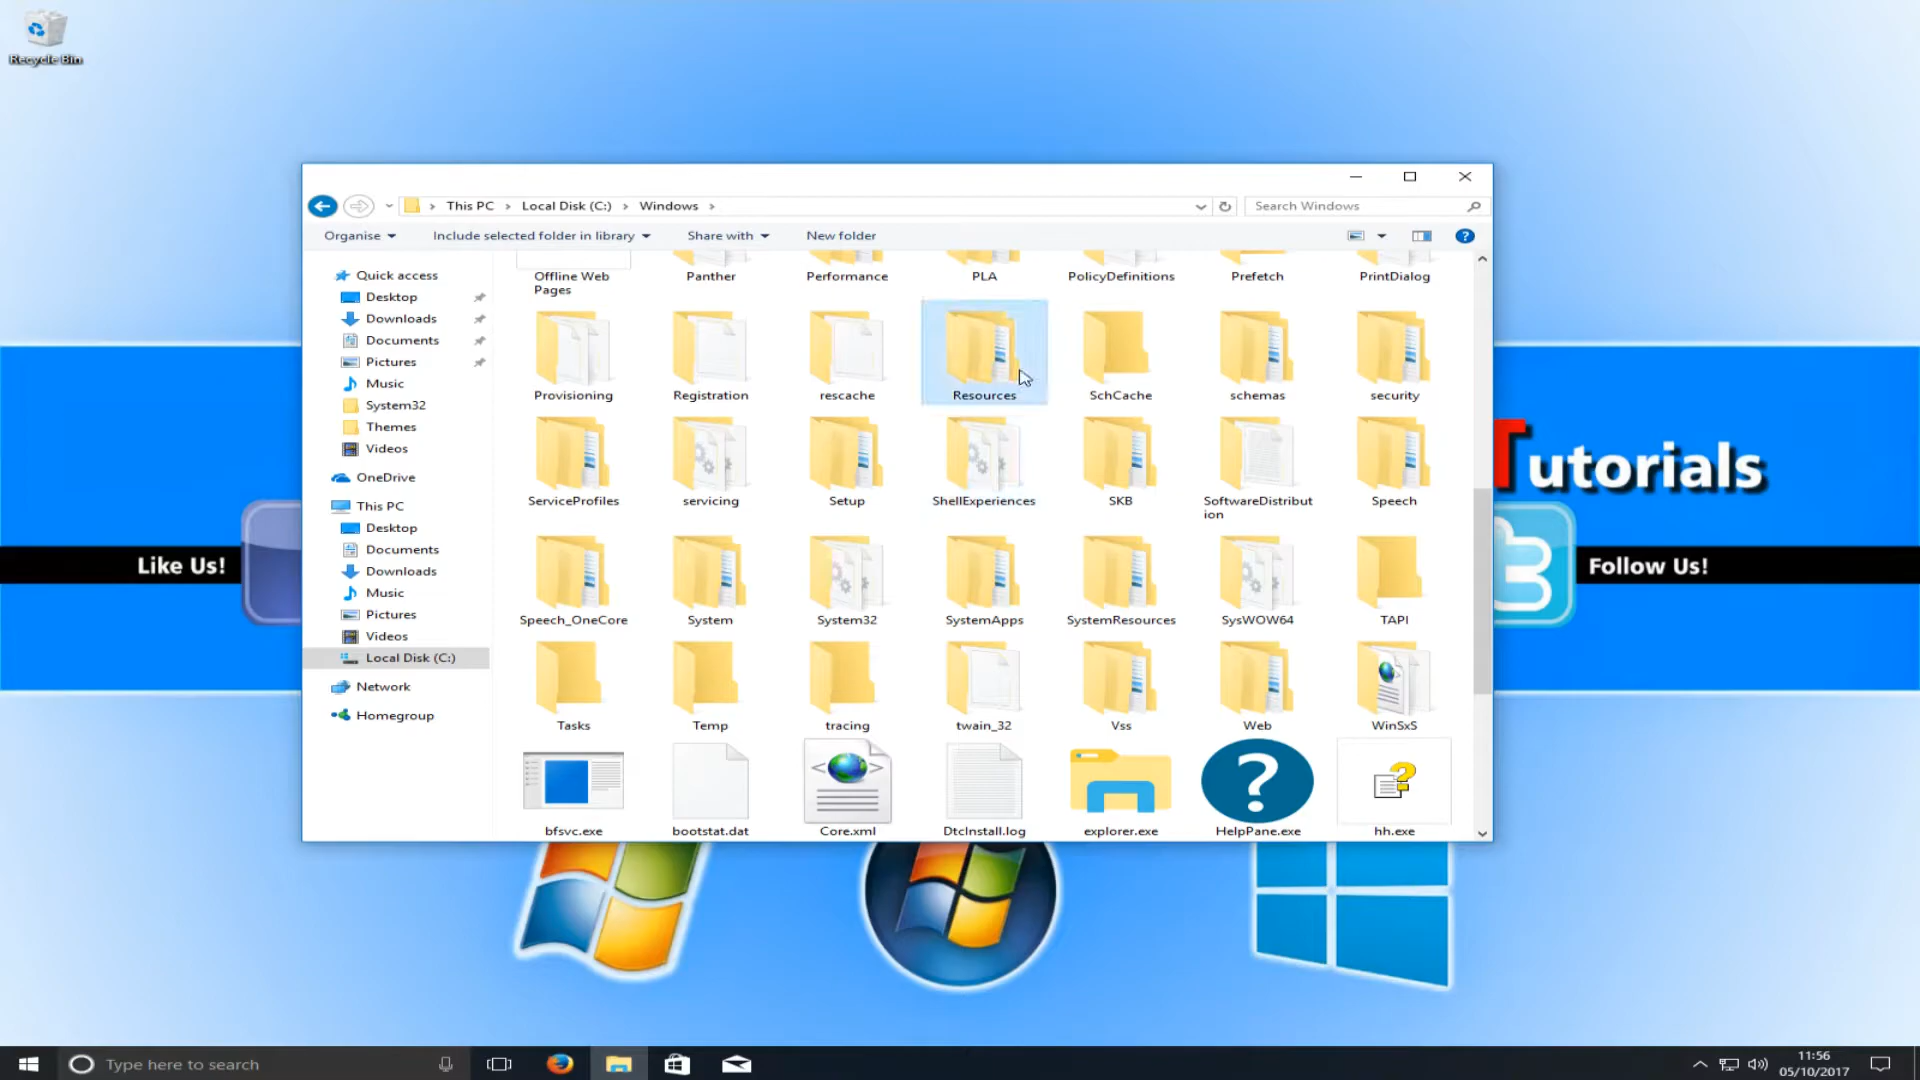 Recycle Bin
This PC
Local Disk (C:)
Windows
Search Windows
Organise
Include selected folder in library
Share with
New folder
Quick access
Desktop
Downloads
Documents
Pictures
Music
System32
Themes
Videos
OneDrive
This PC
Desktop
Documents
Downloads
Music
Pictures
Videos
Local Disk (C:)
Network
Homegroup
Offline Web
Pages
Panther
Performance
PLA
PolicyDefinitions
Prefetch
PrintDialog
Provisioning
Registration
rescache
Resources
SchCache
schemas
security
ServiceProfiles
servicing
Setup
ShellExperiences
SKB
SoftwareDistribut
ion
Speech
Speech_OneCore
System
System32
SystemApps
SystemResources
SysWOW64
TAPI
Tasks
Temp
tracing
twain_32
Vss
Web
WinSxS
bfsvc.exe
bootstat.dat
Core.xml
DtcInstall.log
explorer.exe
HelpPane.exe
hh.exe
Tutorials
Like Us!
Follow Us!
Type here to search
11:56
05/10/2017